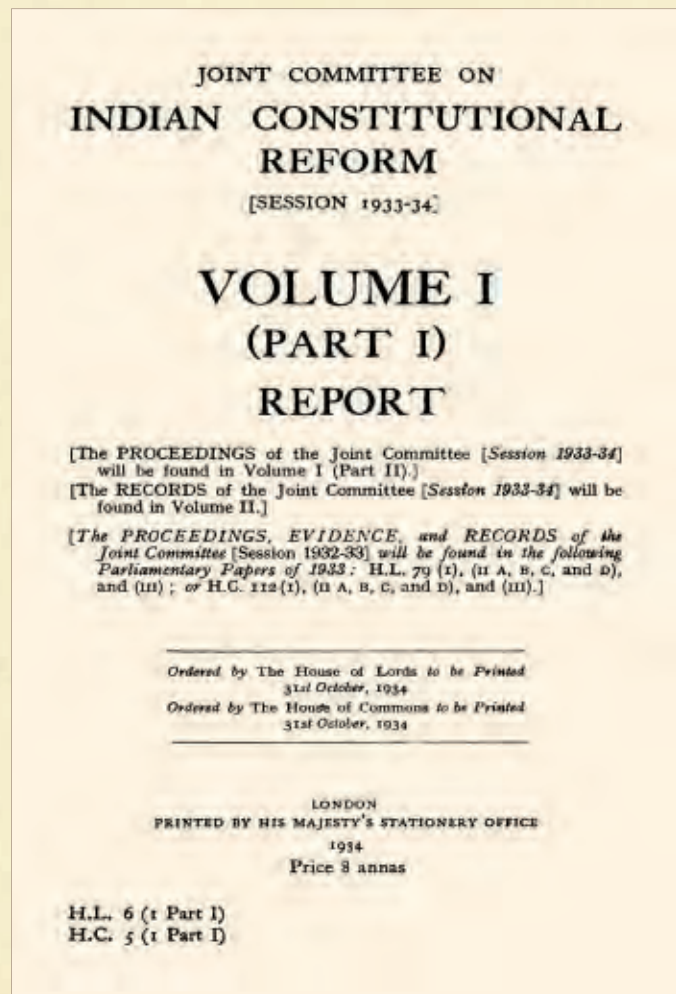 JOINT COMMITTEE ON
INDIAN CONSTITUTIONAL
REFORM
[SESSION 1933-34]
VOLUME I
(PART I)
REPORT
[The PROCEEDINGS of the Joint Committee [Session 1933-34]
will be found in Volume I (Part II).]
[The RECORDS of the Joint Committee [Session 1933-34] will be
found in Volume II.]
[The PROCEEDINGS, EVIDENCE, and RECORDS of the
Joint Committee [Session 1932-33] will be found in the following
Parliamentary Papers of 1933: H.L. 79 (I), (II A, B, C, and D),
and (III); or H.C. 112 (I), (II A, B, C, and D), and (III).]
Ordered by The House of Lords to be Printed
31st October, 1934
Ordered by The House of Commons to be Printed
31st October, 1934
LONDON
PRINTED BY HIS MAJESTY'S STATIONERY OFFICE
1934
Price 8 annas
H.L. 6 (I Part I)
H.C. 5 (I Part I)